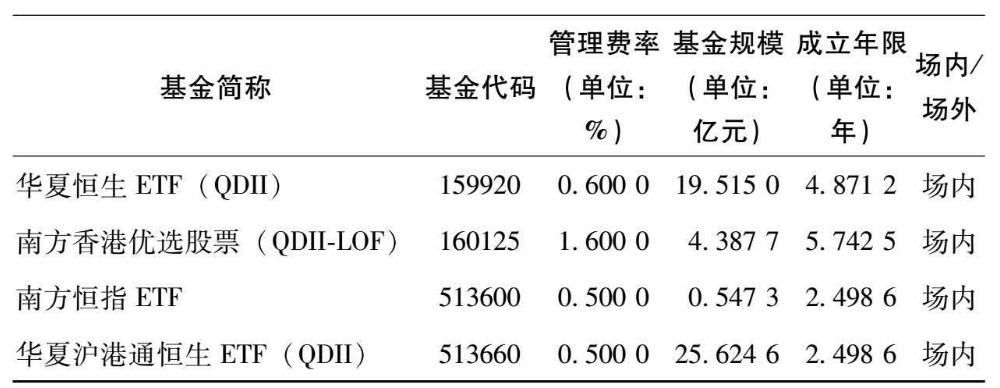 基金简称 基金代码 管理费率（单位：%） 基金规模（单位：亿元） 成立年限（单位：年） 场内/场外
华夏恒生 ETF（QDII） 159920 0.600 0 19.515 0 4.871 2 场内
南方香港优选股票（QDII-LOF） 160125 1.600 0 4.387 7 5.742 5 场内
南方恒指 ETF 513600 0.500 0 0.547 3 2.498 6 场内
华夏沪港通恒生 ETF（QDII） 513660 0.500 0 25.624 6 2.498 6 场内